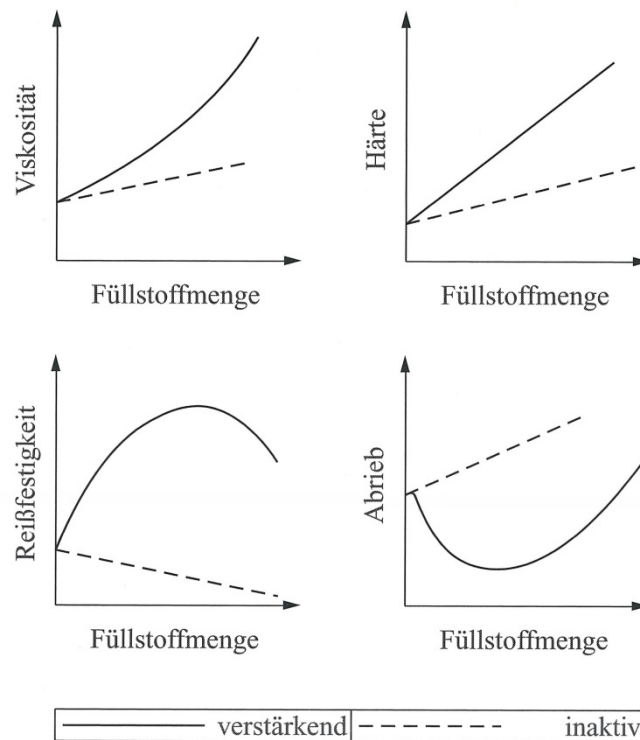 Viskosität
Füllstoffmenge
Härte
Füllstoffmenge
Reißfestigkeit
Füllstoffmenge
Abrieb
Füllstoffmenge
verstärkend
inaktiv